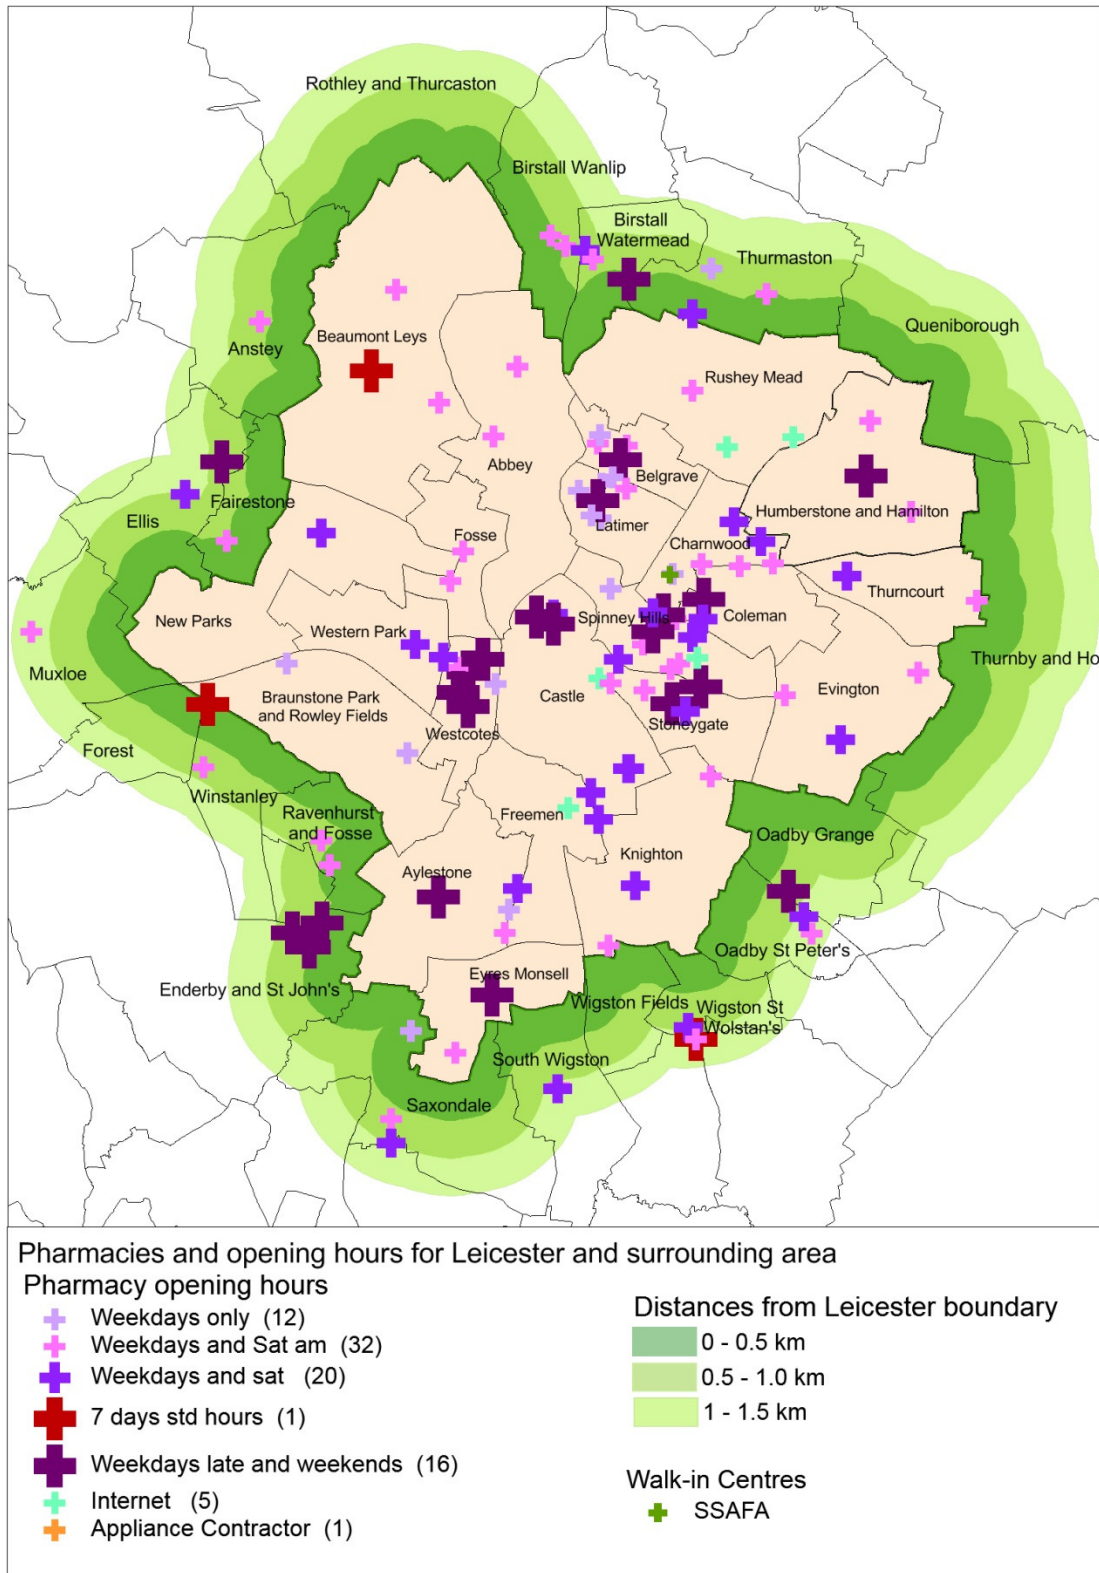 Rothley and Thurcaston
Birstall Wanlip
Birstall
Watermead
Thurmaston
Queniborough
Anstey
Beaumont Leys
Rushey Mead
Abbey
Belgrave
Fairestone
Ellis
Latimer
Humberstone and Hamilton
Fosse
Charnwood
Thurncourt
New Parks
Western Park
Spinney Hills
Coleman
Muxloe
Thurnby and Ho
Braunstone Park
and Rowley Fields
Castle
Evington
Westcotes
Stoneygate
Forest
Winstanley
Ravenhurst
and Fosse
Freemen
Oadby Grange
Knighton
Aylestone
Oadby St Peter's
Eyres Monsell
Enderby and St John's
Wigston Fields
Wigston St
Wolstan's
South Wigston
Saxondale
Pharmacies and opening hours for Leicester and surrounding area
Pharmacy opening hours
Weekdays only (12)
Weekdays and Sat am (32)
Weekdays and sat (20)
7 days std hours (1)
Weekdays late and weekends (16)
Internet (5)
Appliance Contractor (1)
Distances from Leicester boundary
0 - 0.5 km
0.5 - 1.0 km
1 - 1.5 km
Walk-in Centres
SSAFA